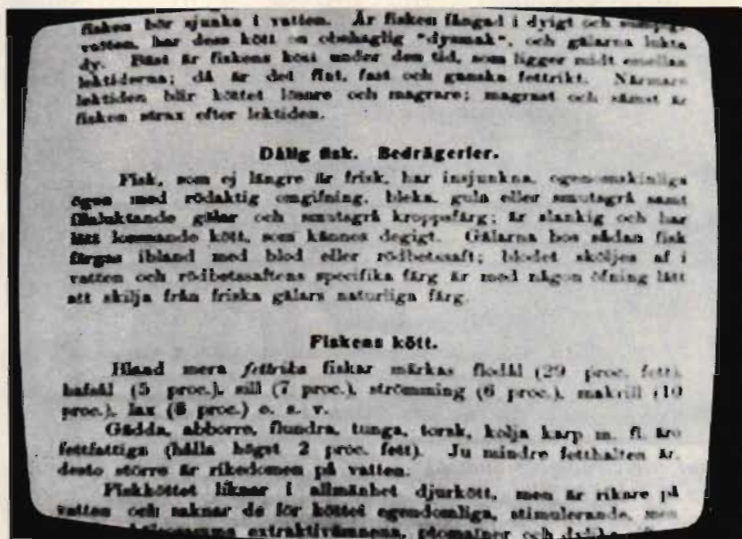 fisken bör sjunka i vatten. Är fisken fångad i dyigt och
vatten, har dess kött en obehaglig "dysmak", och gälarna lukta
dy. Bäst är fiskens kött under den tid, som ligger midt emellan
lektiderna; då är det fint, fast och ganska fettrikt. Närmare
lektiden blir köttet lösare och magrare; magrast och sämst är
fisken strax efter lektiden.
Dålig fisk. Bedrägerier.
Fisk, som ej längre är frisk, har insjunkna, ogenomskinliga
ögon med rödaktig omgifning, bleka, gula eller smutsgrå samt
illaluktande gälar och smutsgrå kroppsfärg; är slankig och har
lätt lossnande kött, som kännes degigt. Gälarna hos sådan fisk
färgas ibland med blod eller rödbetssaft; blodet sköljes af i
vatten och rödbetssaftens specifika färg är med någon öfning lätt
att skilja från friska gälars naturliga färg.
Fiskens kött.
Bland mera fettrika fiskar märkas flodål (29 proc. fett),
hafsål (5 proc.), sill (7 proc.), strömming (6 proc.), makrill (10
proc.), lax (8 proc.) o. s. v.
Gädda, abborre, flundra, tunga, torsk, kolja karp m. fl. äro
fettfattiga (hålla högst 2 proc. fett). Ju mindre fetthalten är,
desto större är rikedomen på vatten.
Fiskköttet liknar i allmänhet djurkött, men är rikare på
vatten och saknar de för köttet egendomliga, stimulerande, men
extraktivämnena, ptomainer och